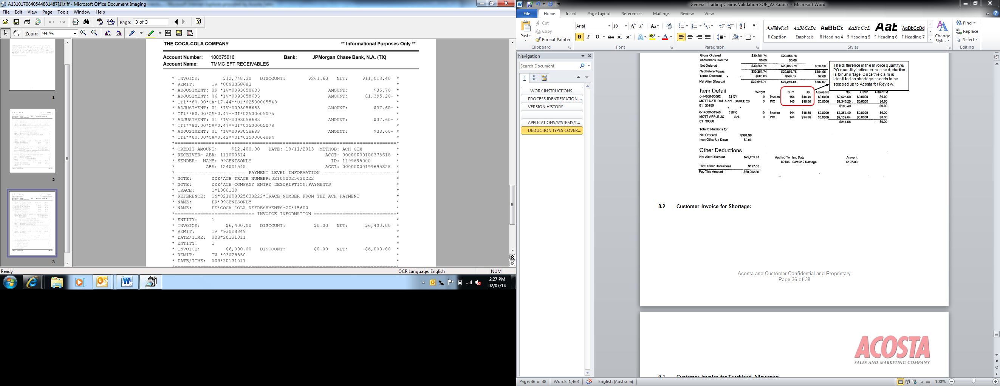 A1310170840544881487[1].tiff - Microsoft Office Document Imaging
File Edit View Page Tools Window Help
Page: 3 of 3
Zoom: 94 %
1
2
3
THE COCA-COLA COMPANY ** Informational Purposes Only **
Account Number: 100375618 Bank: JPMorgan Chase Bank, N.A. (TX)
Account Name: TMMC EFT RECEIVABLES
* INVOICE: $12,748.30 DISCOUNT: $261.60 NET: $11,018.40 *
* REMIT: IV *0093058683 *
* ADJUSTMENT: 09 *IV*0093058683 AMOUNT: $35.70 *
* ADJUSTMENT: 06 *IV*0093058683 AMOUNT: $1,395.20- *
* IT1**80.00*CA*17.44**UI*02500005543 *
* ADJUSTMENT: 01 *IV*0093058683 AMOUNT: $37.60- *
* IT1**80.00*CA*0.47**UI*02500005075 *
* ADJUSTMENT: 01 *IV*0093058683 AMOUNT: $37.60- *
* IT1**80.00*CA*0.47**UI*02500005078 *
* ADJUSTMENT: 01 *IV*0093058683 AMOUNT: $33.60- *
* IT1**80.00*CA*0.42**UI*02500004894 *
* CREDIT AMOUNT: $12,400.00 DATE: 10/11/2013 METHOD: ACH CTX *
* RECEIVER- ABA: 111000614 ACCT: 00000000100375618 *
* SENDER- NAME: 99CENTSONLY ID: 1199695000 *
* ABA: 124001545 ACCT: 00000000199695328 *
*======================== PAYMENT LEVEL INFORMATION =========================*
* NOTE: ZZZ*ACH TRACE NUMBER:021000025630222 *
* NOTE: ZZZ*ACH COMPANY ENTRY DESCRIPTION:PAYMENTS *
* TRACE: 1*1000139 *
* REFERENCE: TN*021000025630222*TRACE NUMBER FROM THE ACH PAYMENT *
* NAME: PR*99CENTSONLY *
* NAME: PE*COCA-COLA REFRESHMENTS*ZZ*15600 *
*=========================== INVOICE INFORMATION ============================*
* ENTITY: 1 *
* INVOICE: $6,400.00 DISCOUNT: $0.00 NET: $6,400.00 *
* REMIT: IV *93028849 *
* DATE/TIME: 003*20131011 *
* ENTITY: 1 *
* INVOICE: $6,000.00 DISCOUNT: $0.00 NET: $6,000.00 *
* REMIT: IV *93028850 *
* DATE/TIME: 003*20131011 *
Ready OCR Language: English NUM
2:27 PM
02/07/14
General Trading Claims Validation SOP_V2.3.docx - Microsoft Word
File Home Insert Page Layout References Mailings Review View
Paste
Cut
Copy
Format Painter
Clipboard
Arial 10
Font
Paragraph
AaBbCcI AaBbCcDc AaBbCc AaBbCcL AaB AaBbCcDd
¶ Caption Emphasis ¶ Heading 4 ¶ Heading 5 ¶ Heading 6 ¶ Heading 7
Styles
Change Styles
Find
Replace
Select
Editing
Navigation
Search Document
WORK INSTRUCTIONS
PROCESS IDENTIFICATION ...
VERSION HISTORY
APPLICATIONS/SYSTEMS/T...
DEDUCTION TYPES COVER...
Gross Ordered $30,251.74 $29,856.78
Allowances Ordered $0.00 $0.00
Net Ordered $30,251.74 $29,856.78 $394.96
Net Before Terms $30,251.74 $29,856.78 $394.96
Terms Discount $605.03 $597.14 $7.89
Net After Discount $29,646.71 $29,259.64 $387.07
The difference in the Invoice quantity &
PO quantity indicates that the deduction
is for Shortage. Once the claim is
identified as shortage it needs to be
stepped up to Acosta for Review.
Item Detail Weight QTY List Allowance Net Other Other Ext
0-14800-00002 23174 0 Invoice 154 $16.40 $0.0000 $2,525.60 $0.0000 $0.00
MOTT NATURAL APPLESAUCE 23 0 P/O 143 $16.40 $0.0000 $2,345.20 $0.0000 $0.00
01 30199 $180.40 $0.00
0-14800-31946 31946 0 Invoice 144 $16.35 $0.0000 $2,354.40 $0.0000 $0.00
MOTT APPLE JC GAL 0 P/O 144 $14.86 $0.0000 $2,139.84 $0.0000 $0.00
01 36030 $214.56 $0.00
Total Deductions for
Net Ordered $394.96
Item Other Up Down $0.00
Other Deductions
Net After Discount $29,259.64 Applied To Inv. Date Amount
80195 03/19/12 Damage $197.08
Total Other Deductions $197.08
Pay This Amount $29,062.56
8.2 Customer Invoice for Shortage:
Acosta and Customer Confidential and Proprietary
Page 36 of 38
ACOSTA
SALES AND MARKETING COMPANY
9.1 Customer Invoice for Truckload Allowance:
Page: 36 of 38 Words: 1,463 English (Australia) 100%